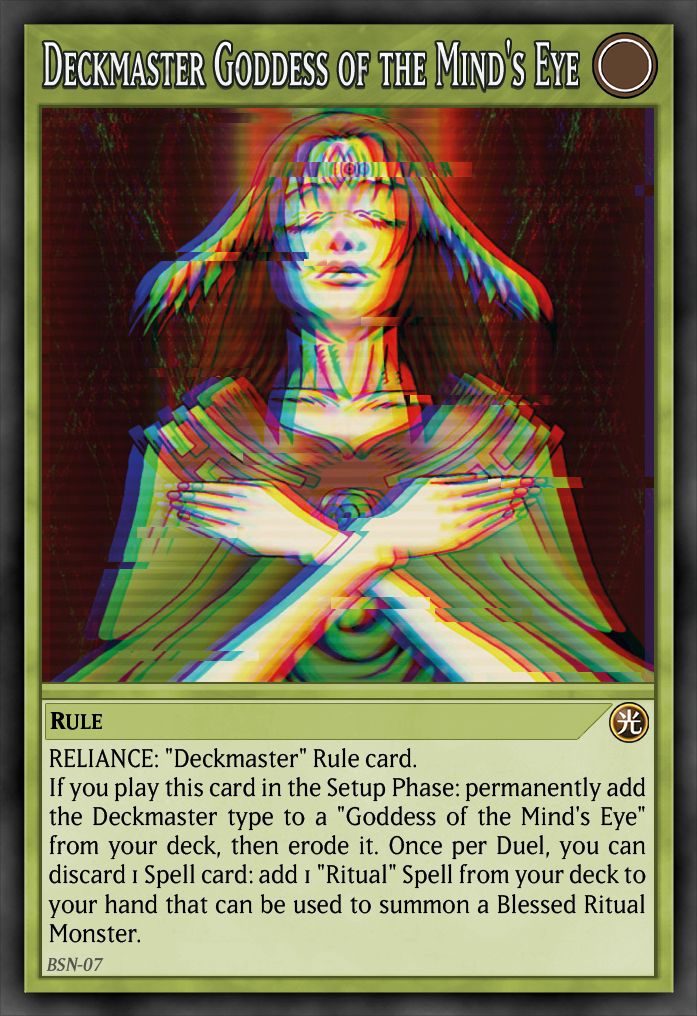 Deckmaster Goddess of the Mind's Eye
Rule
光
RELIANCE: "Deckmaster" Rule card.
If you play this card in the Setup Phase: permanently add
the Deckmaster type to a "Goddess of the Mind's Eye"
from your deck, then erode it. Once per Duel, you can
discard 1 Spell card: add 1 "Ritual" Spell from your deck to
your hand that can be used to summon a Blessed Ritual
Monster.
BSN-07